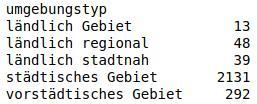 umgebungstyp
ländlich Gebiet 13
ländlich regional 48
ländlich stadtnah 39
städtisches Gebiet 2131
vorstädtisches Gebiet 292